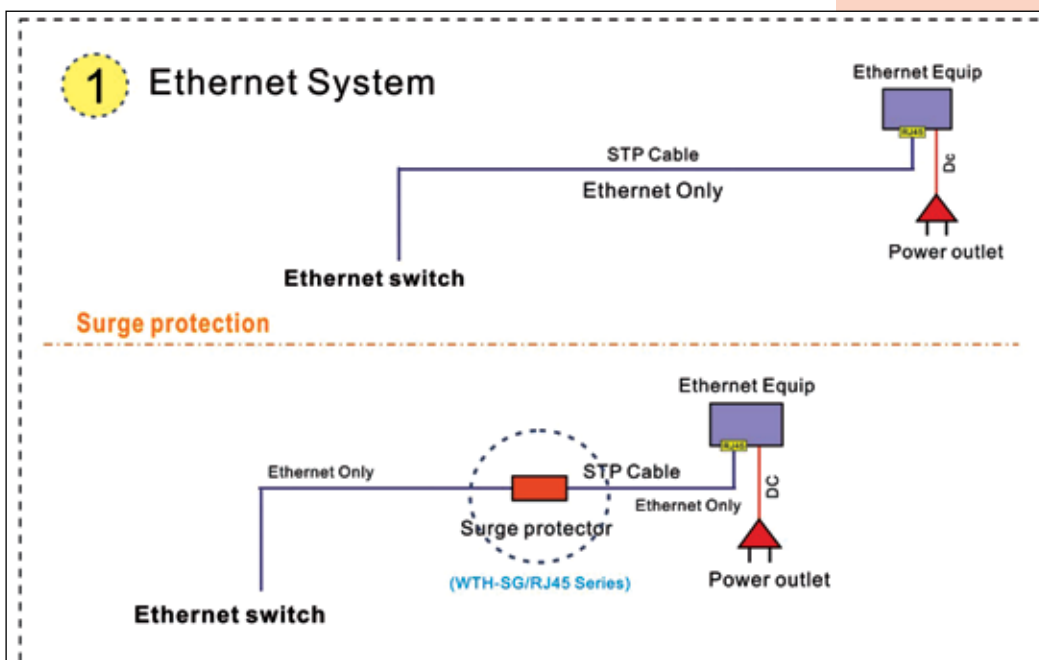 1 Ethernet System
Ethernet Equip
RJ45
STP Cable
Dc
Ethernet Only
Power outlet
Ethernet switch
Surge protection
Ethernet Equip
RJ45
Ethernet Only
STP Cable
DC
Ethernet Only
Surge protector
(WTH-SG/RJ45 Series)
Power outlet
Ethernet switch